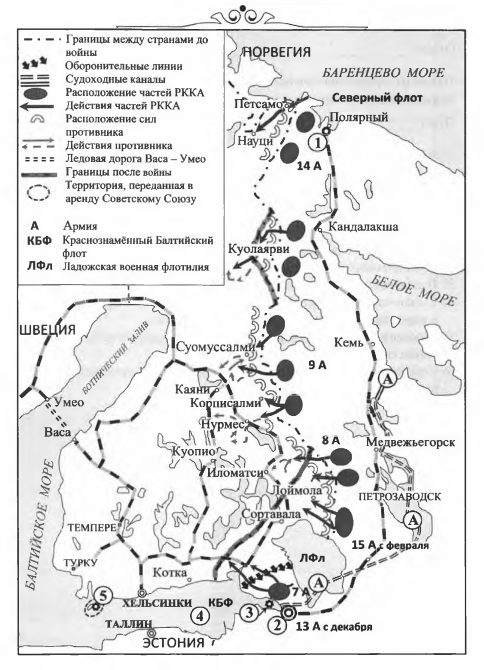 Границы между странами до
войны
Оборонительные линии
Судоходные каналы
Расположение частей РККА
Действия частей РККА
Расположение сил
противника
Действия противника
Ледовая дорога Васа – Умео
Границы после войны
Территория, переданная в
аренду Советскому Союзу
А Армия
КБФ Краснознамённый Балтийский
флот
ЛФл Ладожская военная флотилия
НОРВЕГИЯ
БАРЕНЦЕВО МОРЕ
Петсамо
Северный флот
Полярный
Науци
1
14 А
Кандалакша
Куолаярви
БЕЛОЕ МОРЕ
ШВЕЦИЯ
БОТНИЧЕСКИЙ ЗАЛИВ
Суомуссалми
Кемь
9 А
А
Каяни
Корписалми
Умео
Нурмес
Васа
8 А
Медвежьегорск
Куопио
Иломатси
Лоймола
ПЕТРОЗАВОДСК
БАЛТИЙСКОЕ МОРЕ
Сортавала
А
ТЕМПЕРЕ
ЛФл
15 А с февраля
ТУРКУ
Котка
А
5
7 А
ХЕЛЬСИНКИ
4
КБФ
3
2
13 А с декабря
ТАЛЛИН
ЭСТОНИЯ